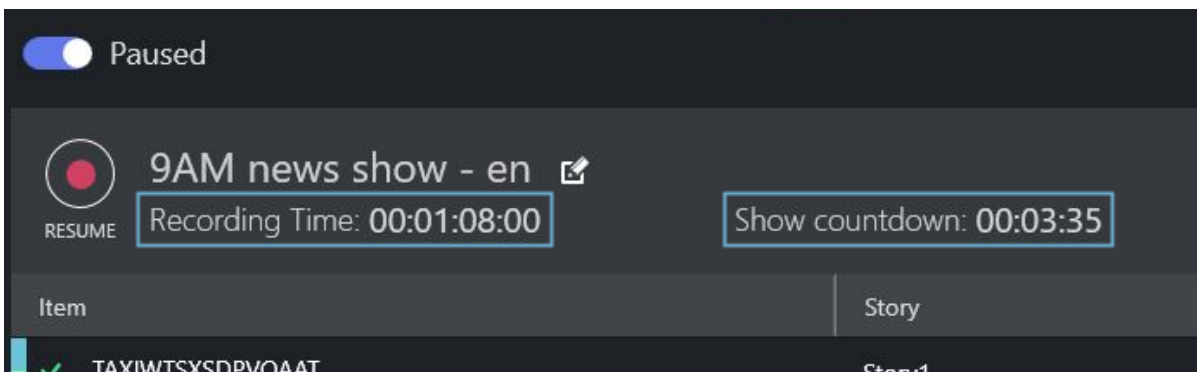 Paused
9AM news show - en
RESUME
Recording Time: 00:01:08:00
Show countdown: 00:03:35
Item
Story